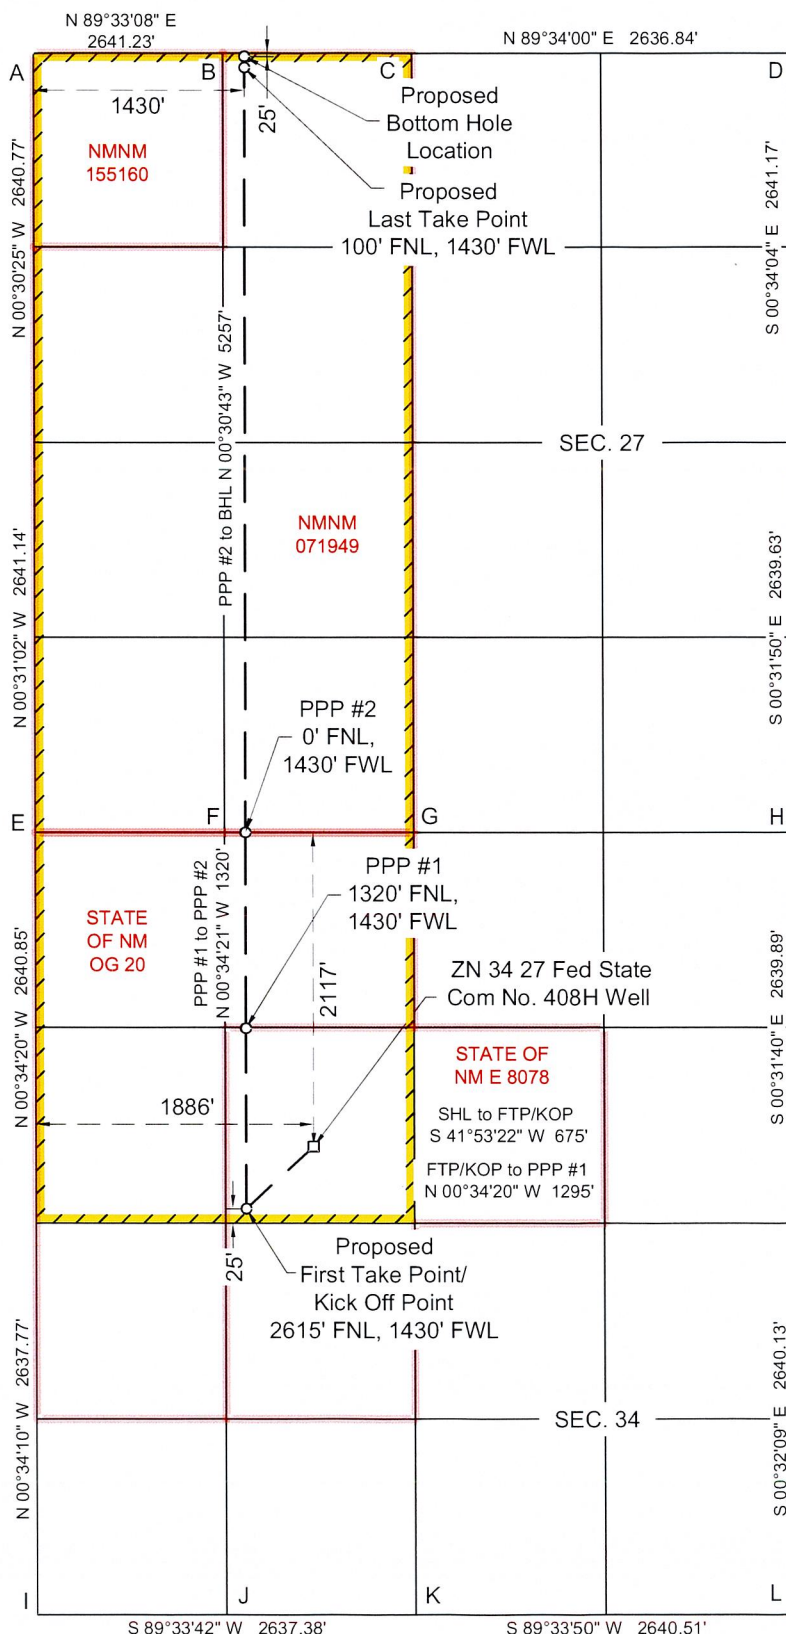 N 89°33'08" E
2641.23'
N 89°34'00" E 2636.84'
A
B
C
D
1430'
25'
Proposed
Bottom Hole
Location
NMNM
155160
Proposed
Last Take Point
100' FNL, 1430' FWL
N 00°30'25" W 2640.77'
S 00°34'04" E 2641.17'
PPP #2 to BHL N 00°30'43" W 5257'
SEC. 27
NMNM
071949
N 00°31'02" W 2641.14'
S 00°31'50" E 2639.63'
PPP #2
0' FNL,
1430' FWL
E
F
G
H
PPP #1 to PPP #2
N 00°34'21" W 1320'
PPP #1
1320' FNL,
1430' FWL
STATE
OF NM
OG 20
2117'
ZN 34 27 Fed State
Com No. 408H Well
N 00°34'20" W 2640.85'
S 00°31'40" E 2639.89'
STATE OF
NM E 8078
1886'
SHL to FTP/KOP
S 41°53'22" W 675'
FTP/KOP to PPP #1
N 00°34'20" W 1295'
25'
Proposed
First Take Point/
Kick Off Point
2615' FNL, 1430' FWL
N 00°34'10" W 2637.77'
S 00°32'09" E 2640.13'
SEC. 34
I
J
K
L
S 89°33'42" W 2637.38'
S 89°33'50" W 2640.51'